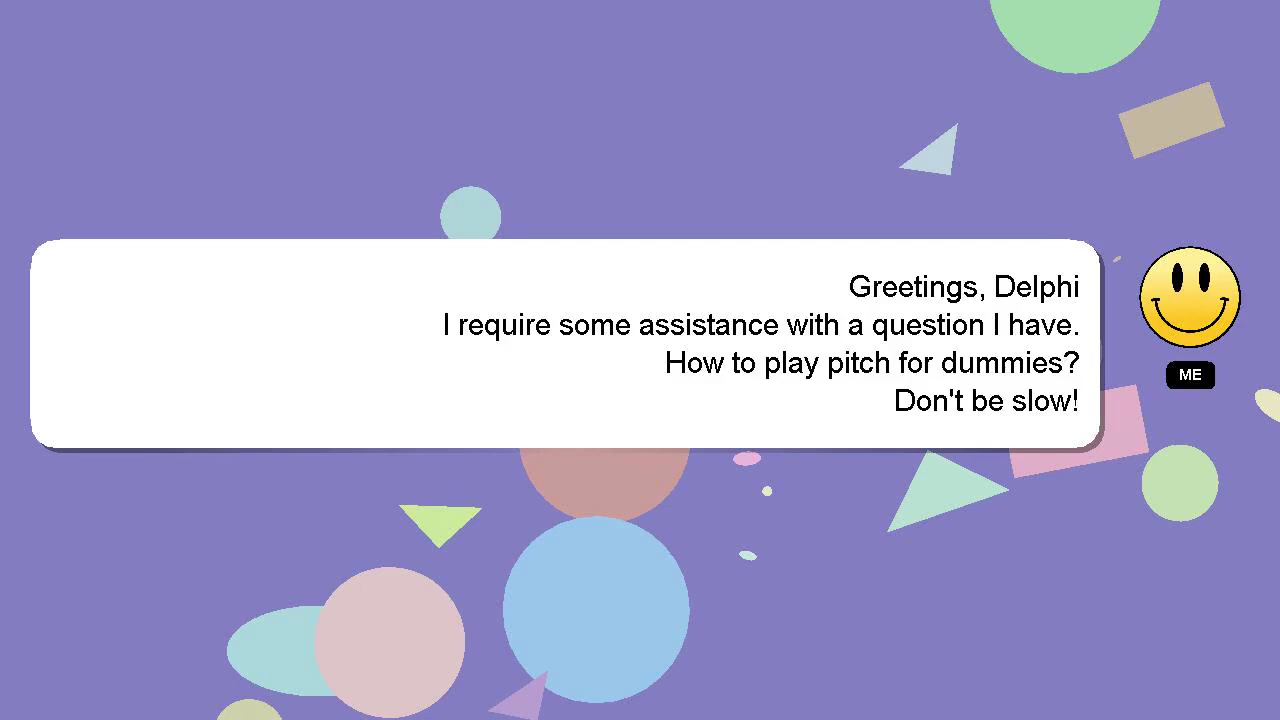 Greetings, Delphi
I require some assistance with a question I have.
How to play pitch for dummies?
Don't be slow!
ME